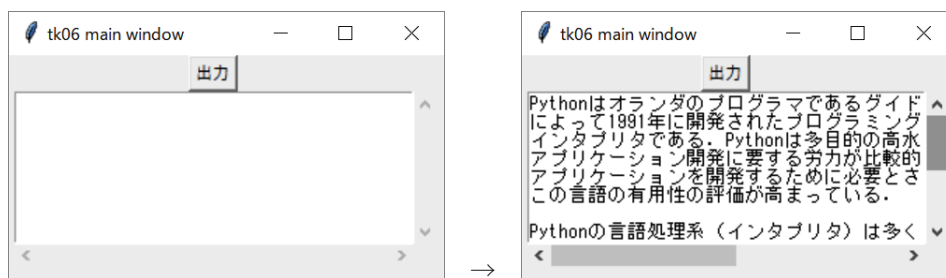 tk06 main window
出力
→
tk06 main window
出力
Pythonはオランダのプログラマであるグイド
によって1991年に開発されたプログラミング
インタプリタである．Pythonは多目的の高水
アプリケーション開発に要する労力が比較的
アプリケーションを開発するために必要とさ
この言語の有用性の評価が高まっている．
Pythonの言語処理系（インタプリタ）は多く